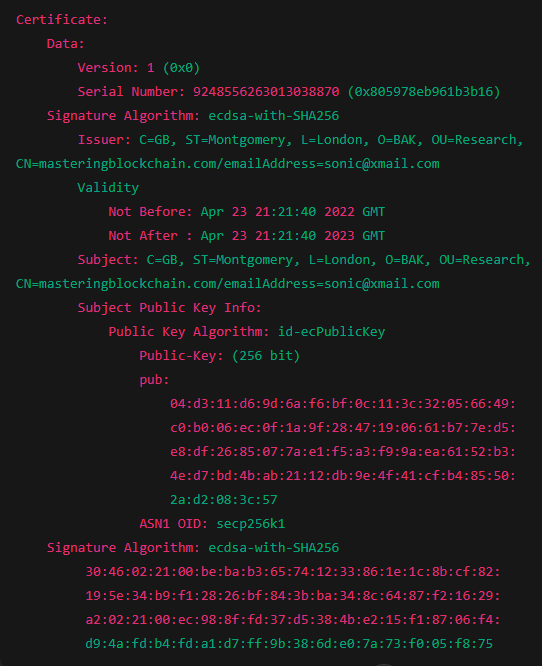 Certificate:
Data:
Version: 1 (0x0)
Serial Number: 9248556263013038870 (0x805978eb961b3b16)
Signature Algorithm: ecdsa-with-SHA256
Issuer: C=GB, ST=Montgomery, L=London, O=BAK, OU=Research,
CN=masteringblockchain.com/emailAddress=sonic@xmail.com
Validity
Not Before: Apr 23 21:21:40 2022 GMT
Not After : Apr 23 21:21:40 2023 GMT
Subject: C=GB, ST=Montgomery, L=London, O=BAK, OU=Research,
CN=masteringblockchain.com/emailAddress=sonic@xmail.com
Subject Public Key Info:
Public Key Algorithm: id-ecPublicKey
Public-Key: (256 bit)
pub:
04:d3:11:d6:9d:6a:f6:bf:0c:11:3c:32:05:66:49:
c0:b0:06:ec:0f:1a:9f:28:47:19:06:61:b7:7e:d5:
e8:df:26:85:07:7a:e1:f5:a3:f9:9a:ea:61:52:b3:
4e:d7:bd:4b:ab:21:12:db:9e:4f:41:cf:b4:85:50:
2a:d2:08:3c:57
ASN1 OID: secp256k1
Signature Algorithm: ecdsa-with-SHA256
30:46:02:21:00:be:ba:b3:65:74:12:33:86:1e:1c:8b:cf:82:
19:5e:34:b9:f1:28:26:bf:84:3b:ba:34:8c:64:87:f2:16:29:
a2:02:21:00:ec:98:8f:fd:37:d5:38:4b:e2:15:f1:87:06:f4:
d9:4a:fd:b4:fd:a1:d7:ff:9b:38:6d:e0:7a:73:f0:05:f8:75